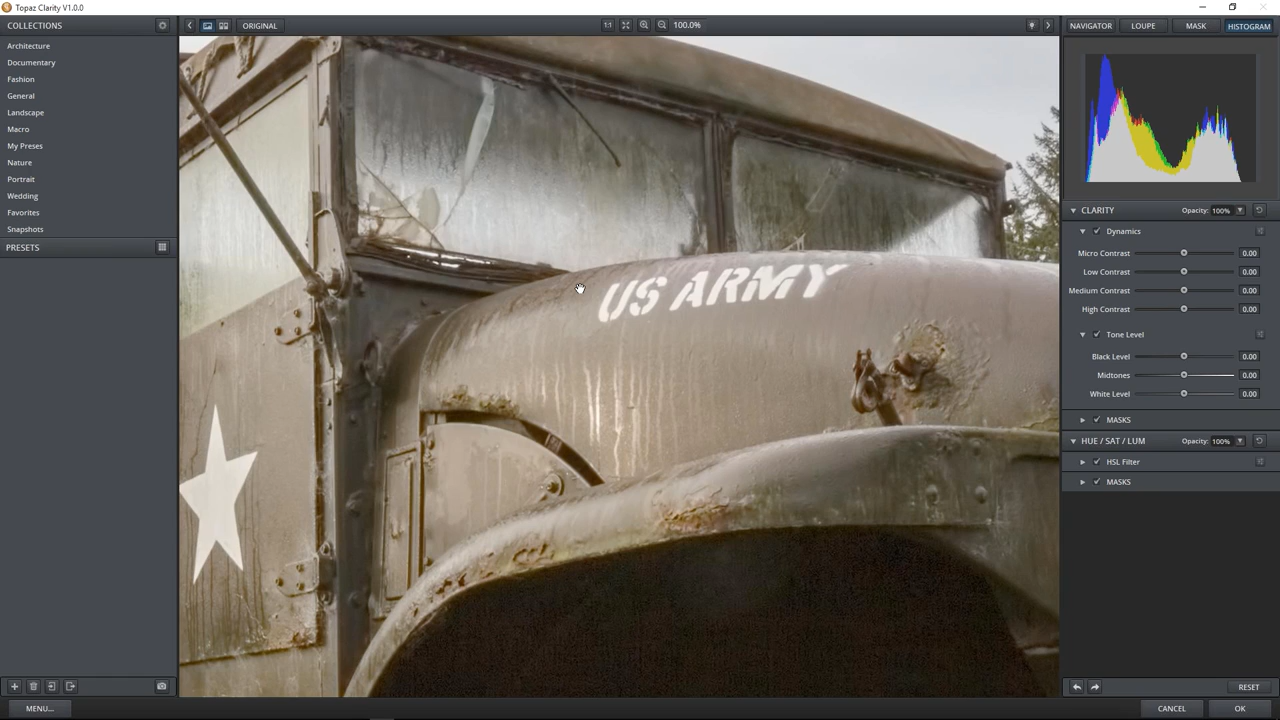 Topaz Clarity V1.0.0
COLLECTIONS
ORIGINAL
1:1
100.0%
NAVIGATOR
LOUPE
MASK
HISTOGRAM
Architecture
Documentary
Fashion
General
Landscape
Macro
My Preses
Nature
Portrait
Wedding
Favorites
Snapshots
PRESETS
US ARMY
CLARITY
Opacity: 100%
Dynamics
Micro Contrast 0.00
Low Contrast 0.00
Medium Contrast 0.00
High Contrast 0.00
Tone Level
Black Level 0.00
Midtones 0.00
White Level 0.00
MASKS
HUE / SAT / LUM
Opacity: 100%
HSL Filter
MASKS
RESET
MENU...
CANCEL
OK